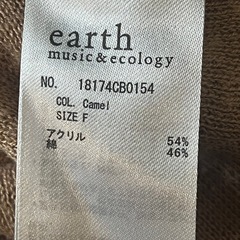 earth
music&ecology
NO. 18174CB0154
COL. Camel
SIZE F
アクリル 54%
綿 46%